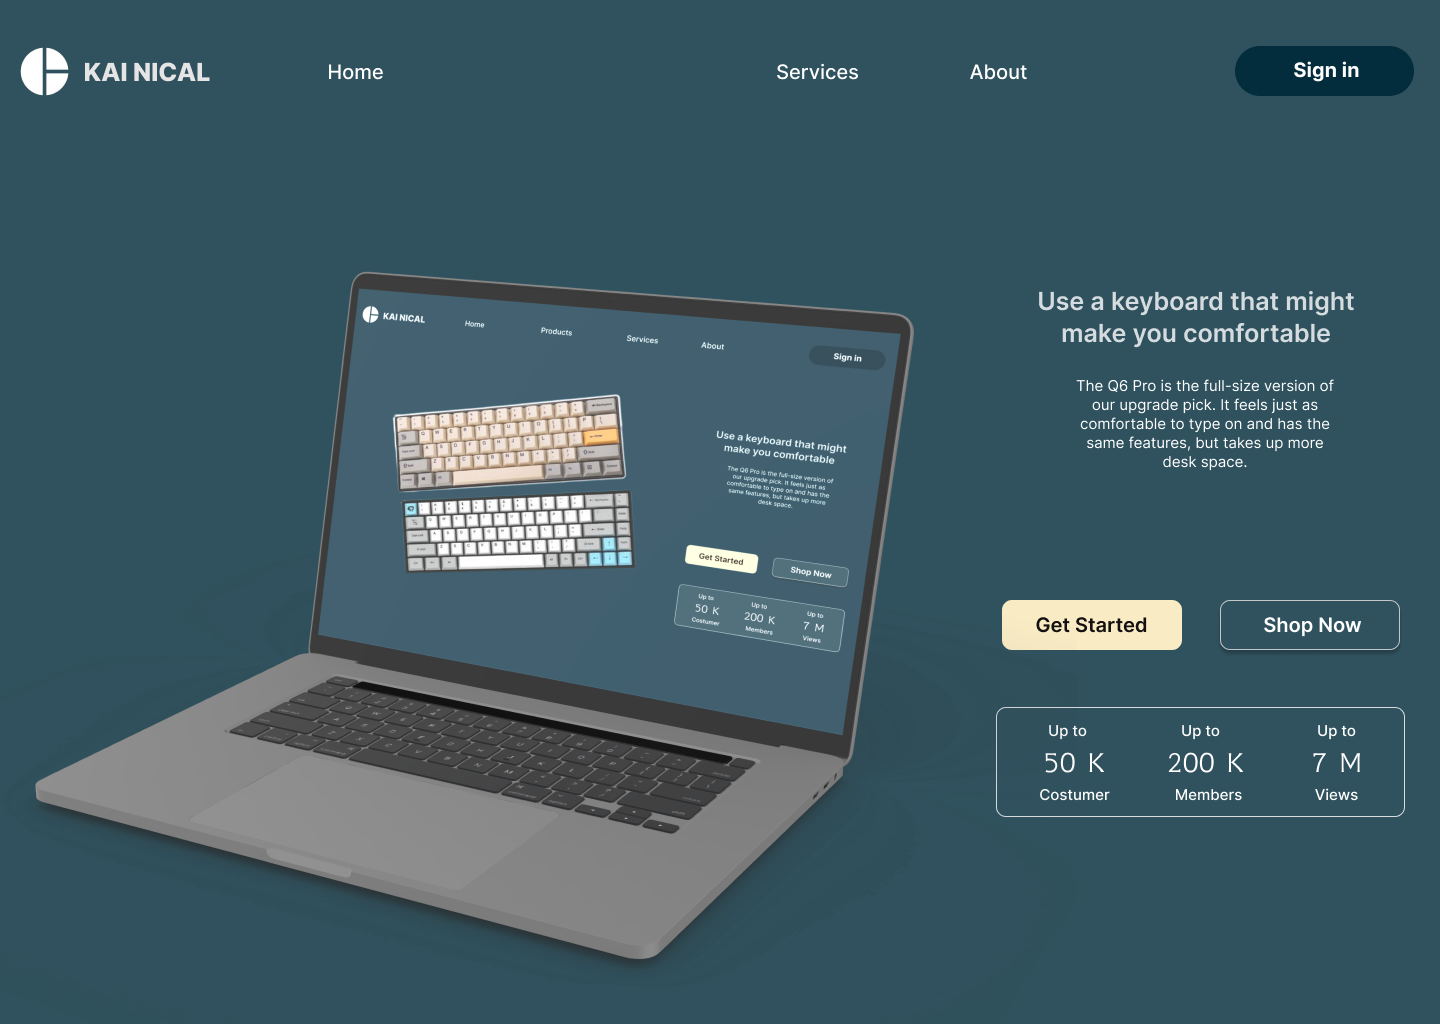 KAI NICAL
Home
Services
About
Sign in
KAI NICAL
Home
Products
Services
About
Sign in
Use a keyboard that might
make you comfortable
The Q6 Pro is the full-size version of
our upgrade pick. It feels just as
comfortable to type on and has the
same features, but takes up more
desk space.
Get Started
Shop Now
Up to
50 K
Costumer
Up to
200 K
Members
Up to
7 M
Views
Use a keyboard that might
make you comfortable
The Q6 Pro is the full-size version of
our upgrade pick. It feels just as
comfortable to type on and has the
same features, but takes up more
desk space.
Get Started
Shop Now
Up to
50 K
Costumer
Up to
200 K
Members
Up to
7 M
Views